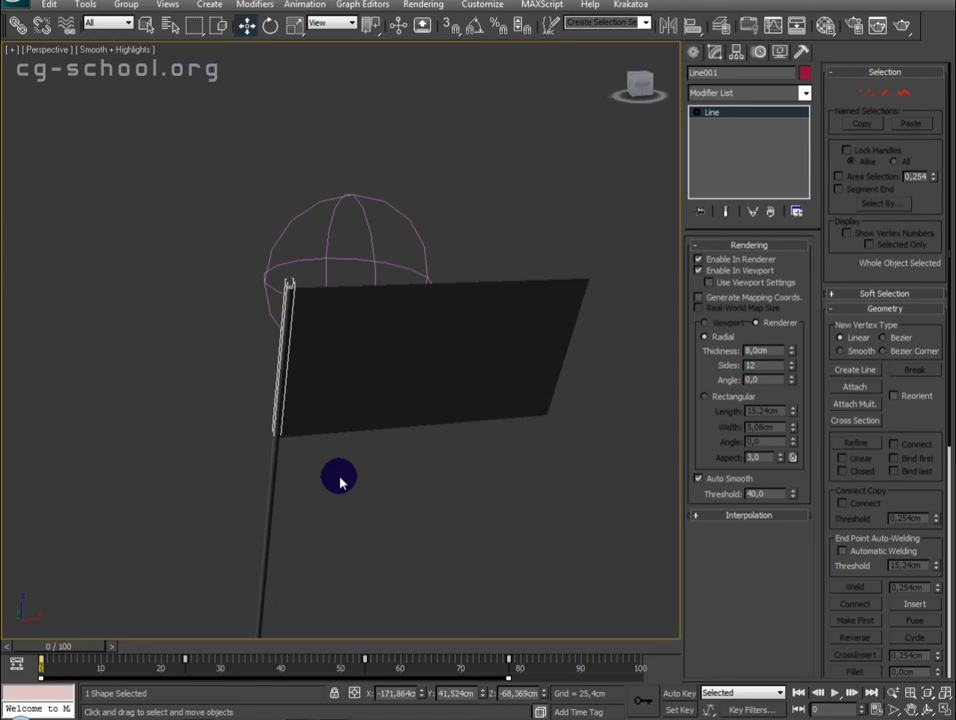 Edit Tools Group Views Create Modifiers Animation Graph Editors Rendering Customize MAXScript Help Krakatoa
All
View
Create Selection Se
[ + ] [ Perspective ] [ Smooth + Highlights ]
cg-school.org
Line001
Modifier List
Line
Rendering
Enable In Renderer
Enable In Viewport
Use Viewport Settings
Generate Mapping Coords.
Real-World Map Size
Viewport Renderer
Radial
Thickness: 8,0cm
Sides: 12
Angle: 0,0
Rectangular
Length: 15,24cm
Width: 5,08cm
Angle: 0,0
Aspect: 3,0
Auto Smooth
Threshold: 40,0
Interpolation
Selection
Named Selections:
Copy Paste
Lock Handles
Alike All
Area Selection: 0,254
Segment End
Select By...
Display
Show Vertex Numbers
Selected Only
Whole Object Selected
Soft Selection
Geometry
New Vertex Type
Linear Bezier
Smooth Bezier Corner
Create Line Break
Attach
Reorient
Attach Mult.
Cross Section
Refine Connect
Linear Bind first
Closed Bind last
Connect Copy
Connect
Threshold 0,254cm
End Point Auto-Welding
Automatic Welding
Threshold 15,24cm
Weld 0,254cm
Connect Insert
Make First Fuse
Reverse Cycle
CrossInsert 0,254cm
Fillet 0,0cm
0 / 100
10 20 30 40 50 60 70 80 90 100
1 Shape Selected
X: -171,864c Y: 41,524cm Z: -68,369cm Grid = 25,4cm
Auto Key Selected
Welcome to M
Click and drag to select and move objects
Add Time Tag
Set Key Key Filters...
0